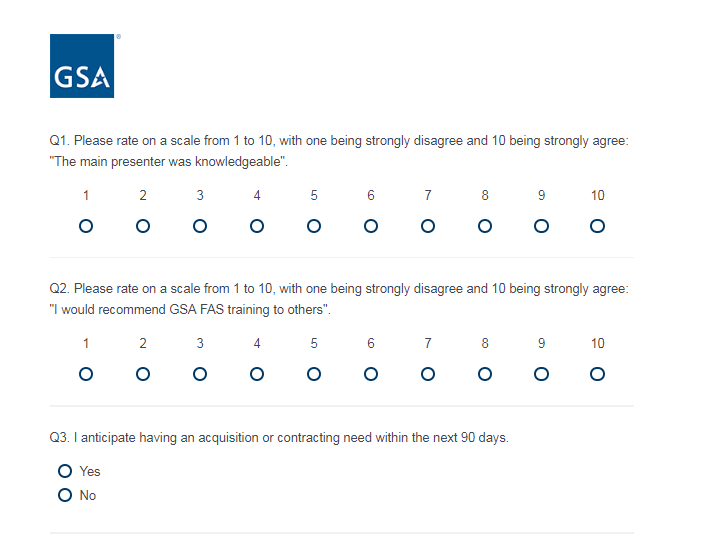 GSA
Q1. Please rate on a scale from 1 to 10, with one being strongly disagree and 10 being strongly agree:
"The main presenter was knowledgeable".
1 2 3 4 5 6 7 8 9 10
Q2. Please rate on a scale from 1 to 10, with one being strongly disagree and 10 being strongly agree:
"I would recommend GSA FAS training to others".
1 2 3 4 5 6 7 8 9 10
Q3. I anticipate having an acquisition or contracting need within the next 90 days.
Yes
No